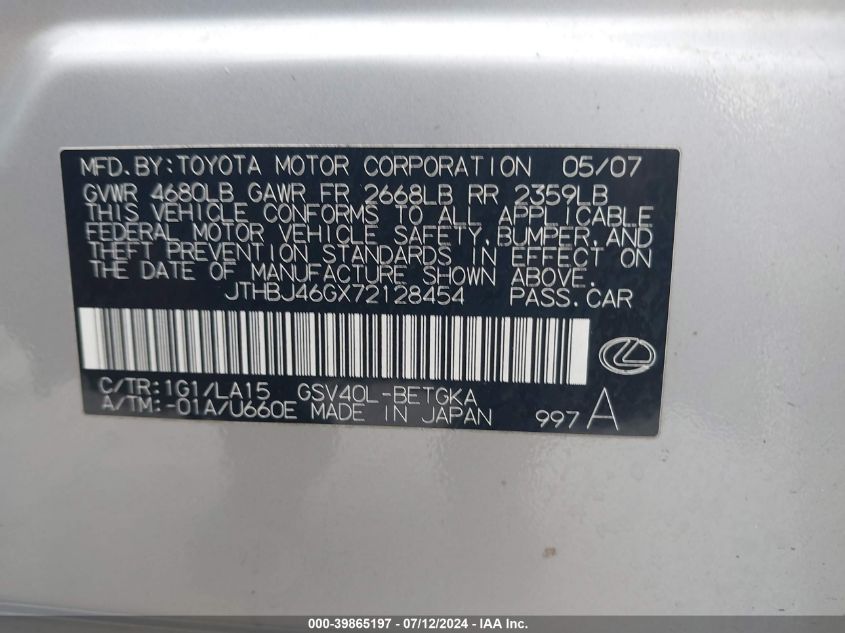 MFD.BY:TOYOTA MOTOR CORPORATION 05/07
GVWR 4680LB GAWR FR 2668LB RR 2359LB
THIS VEHICLE CONFORMS TO ALL APPLICABLE
FEDERAL MOTOR VEHICLE SAFETY,BUMPER,AND
THEFT PREVENTION STANDARDS IN EFFECT ON
THE DATE OF MANUFACTURE SHOWN ABOVE.
JTHBJ46GX72128454 PASS.CAR
C/TR:1G1/LA15 GSV40L-BETGKA
A/TM:-01A/U660E MADE IN JAPAN 997 A
000-39865197 - 07/12/2024 - IAA Inc.